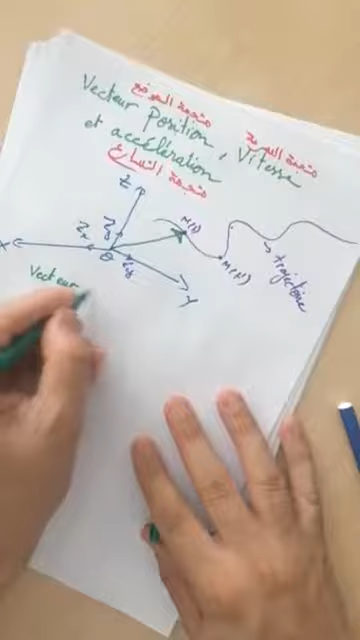 متجهة الموضع
Vecteur position, Vitesse
متجهة السرعة
et accélération
متجهة التسارع
Z
M(t)
X
O
Y
M(t')
trajectoire
Vecteur